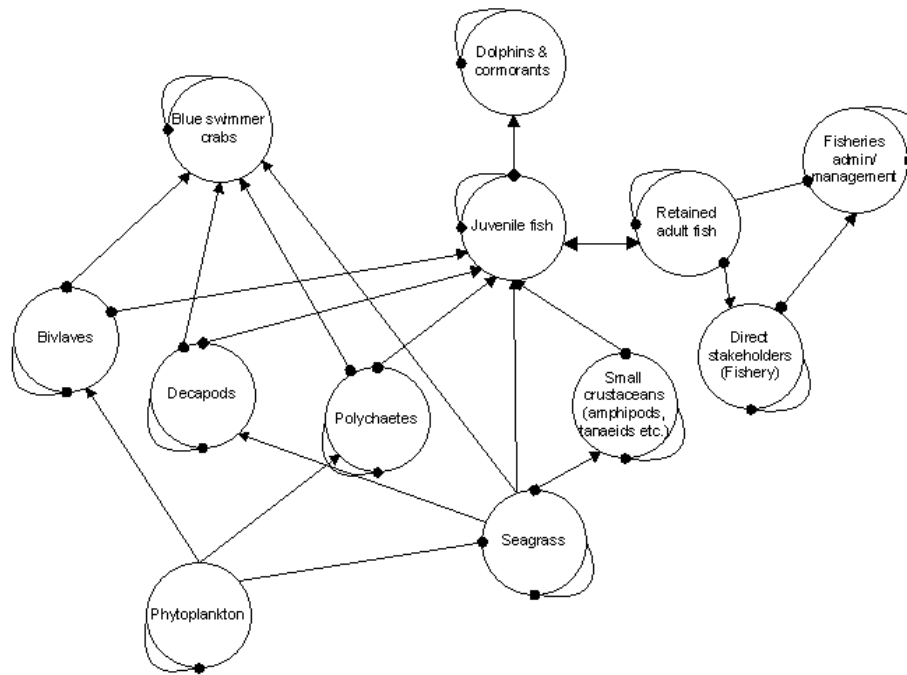 Dolphins &
cormorants
Blue swimmer
crabs
Fisheries
admin/
management
Juvenile fish
Retained
adult fish
Bivlaves
Direct
stakeholders
(Fishery)
Decapods
Polychaetes
Small
crustaceans
(amphipods,
tanaeids etc.)
Seagrass
Phytoplankton